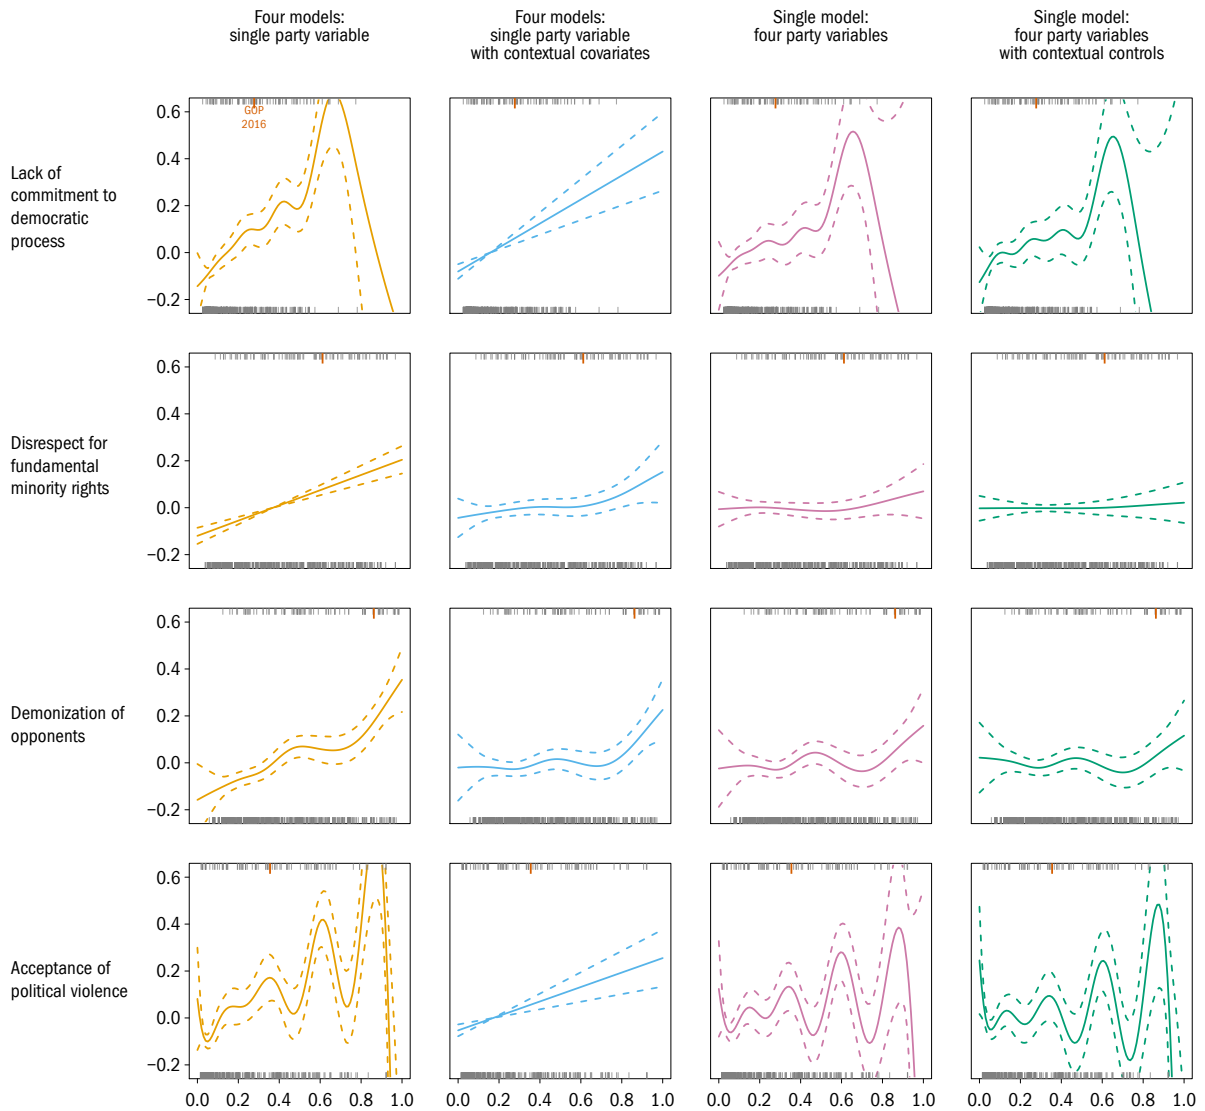 Four models:
single party variable
Four models:
single party variable
with contextual covariates
Single model:
four party variables
Single model:
four party variables
with contextual controls
Lack of
commitment to
democratic
process
0.6
0.4
0.2
0.0
−0.2
GOP
2016
Disrespect for
fundamental
minority rights
0.6
0.4
0.2
0.0
−0.2
Demonization of
opponents
0.6
0.4
0.2
0.0
−0.2
Acceptance of
political violence
0.6
0.4
0.2
0.0
−0.2
0.0 0.2 0.4 0.6 0.8 1.0 0.0 0.2 0.4 0.6 0.8 1.0 0.0 0.2 0.4 0.6 0.8 1.0 0.0 0.2 0.4 0.6 0.8 1.0